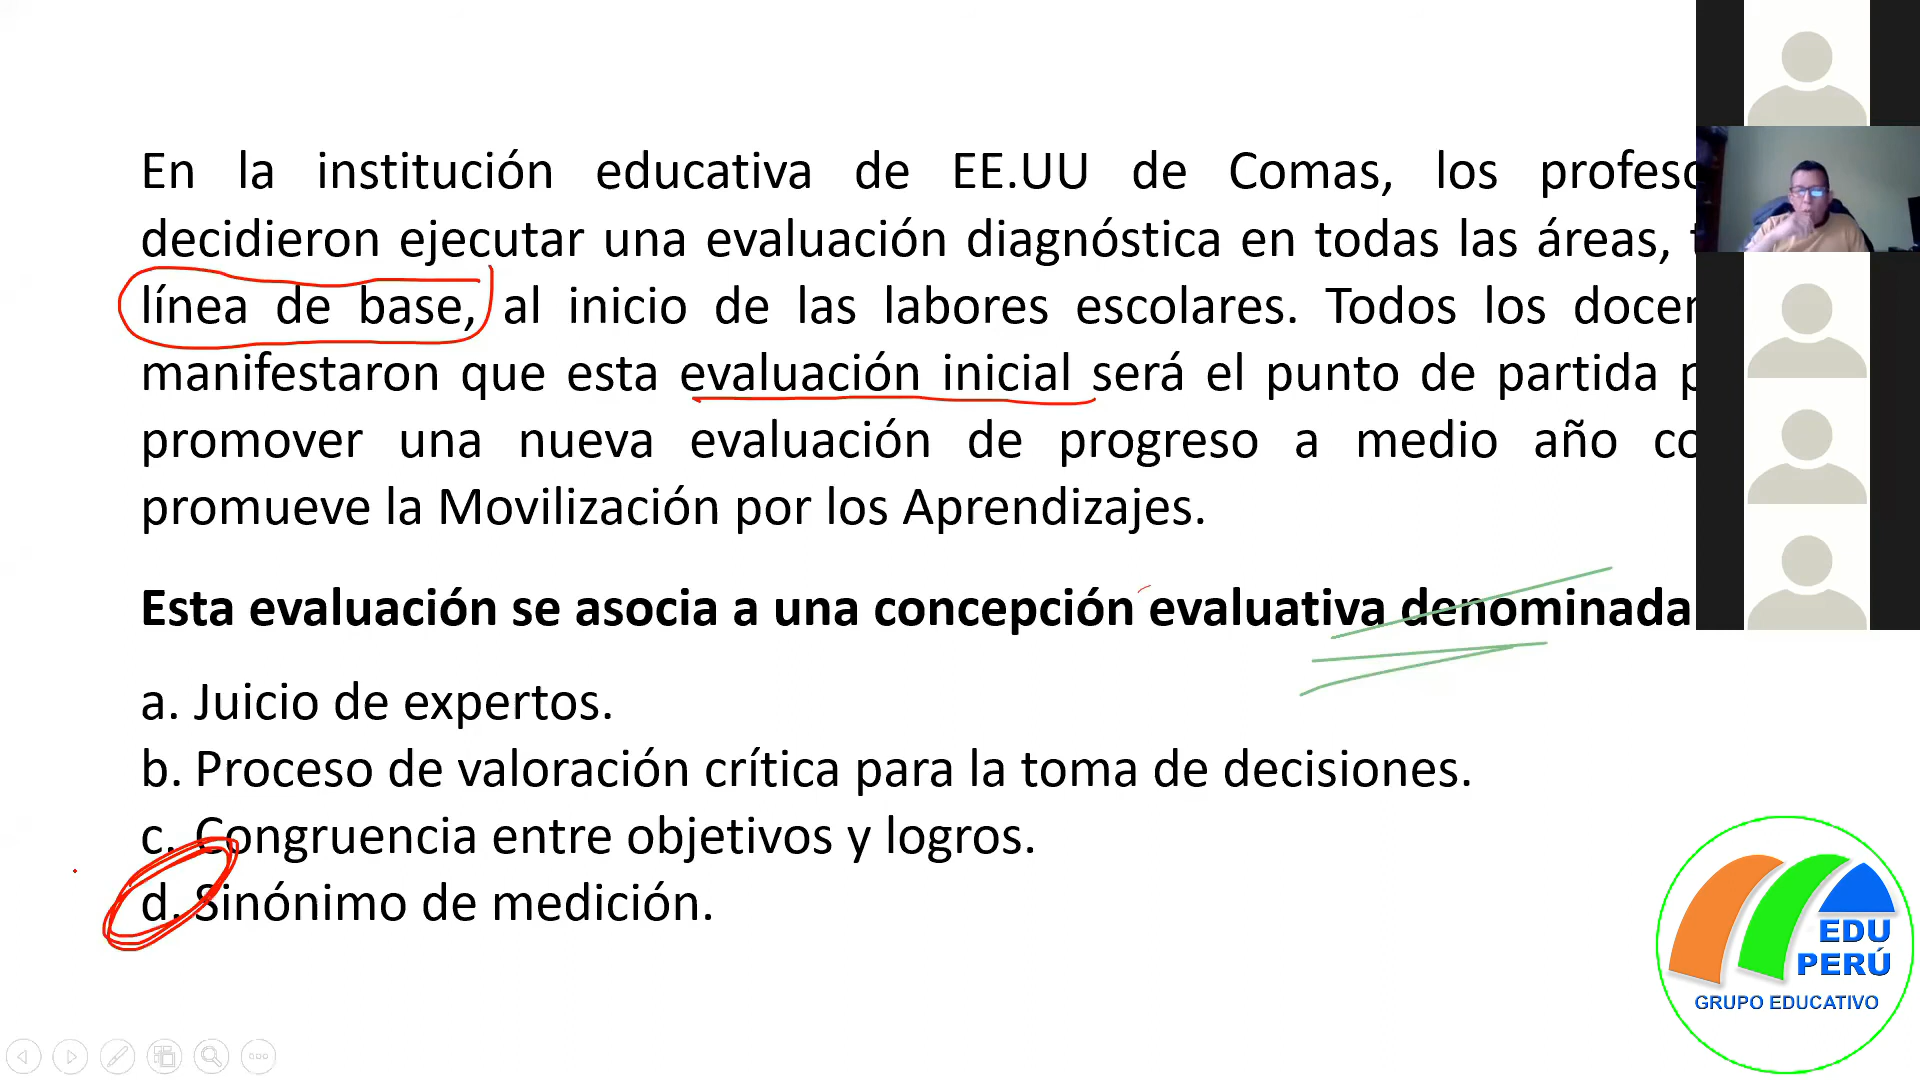 En la institución educativa de EE.UU de Comas, los
decidieron ejecutar una evaluación diagnóstica en todas las áreas,
línea de base, al inicio de las labores escolares. Todos los
manifestaron que esta evaluación inicial será el punto de partida
promover una nueva evaluación de progreso a medio año
promueve la Movilización por los Aprendizajes.
Esta evaluación se asocia a una concepción evaluativa denominada
a. Juicio de expertos.
b. Proceso de valoración crítica para la toma de decisiones.
c. Congruencia entre objetivos y logros.
d. Sinónimo de medición.
EDU
PERÚ
GRUPO EDUCATIVO